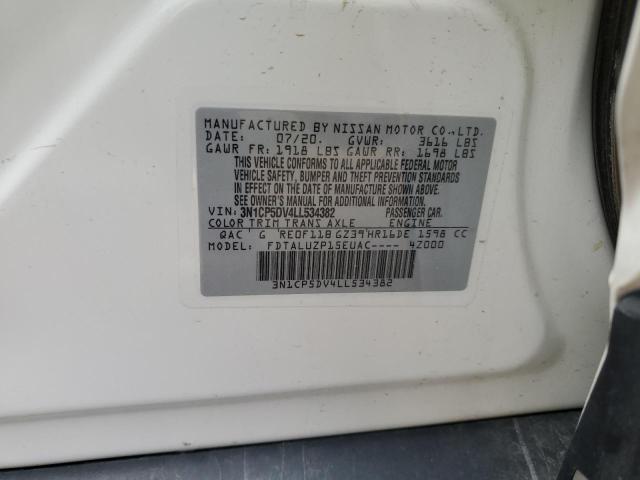 MANUFACTURED BY NISSAN MOTOR CO.,LTD.
DATE: 07/20. GVWR: 3616 LBS
GAWR FR: 1918 LBS GAWR RR: 1698 LBS
THIS VEHICLE CONFORMS TO ALL APPLICABLE FEDERAL MOTOR
VEHICLE SAFETY, BUMPER AND THEFT PREVENTION STANDARDS
IN EFFECT ON THE DATE OF MANUFACTURE SHOWN ABOVE.
SEE OWNER'S MANUAL FOR ADDITIONAL INFORMATION.
VIN: 3N1CP5DV4LL534382 PASSENGER CAR.
COLOR TRIM TRANS AXLE ENGINE
QAC G RE0F11B GZ39 HR16DE 1598 CC
MODEL: FDTALUZP15EUAC---- 4Z000
3N1CP5DV4LL534382